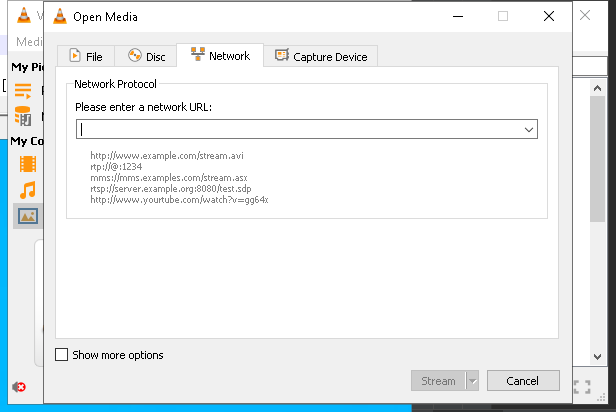 Open Media
Medi
File
Disc
Network
Capture Device
My Pi
My Co
Network Protocol
Please enter a network URL:
http://www.example.com/stream.avi
rtp://@:1234
mms://mms.examples.com/stream.asx
rtsp://server.example.org:8080/test.sdp
http://www.yourtube.com/watch?v=gg64x
Show more options
Stream
Cancel